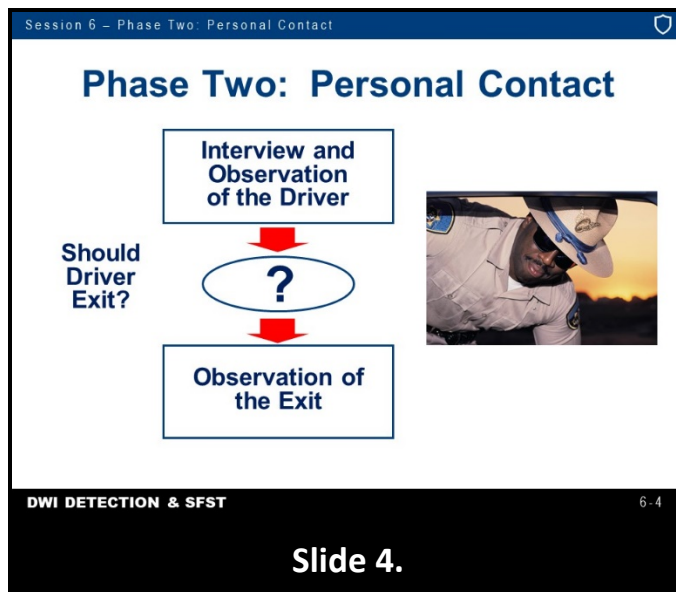 Session 6 – Phase Two: Personal Contact
Phase Two: Personal Contact
Interview and
Observation
of the Driver
Should
Driver
Exit?
?
Observation of
the Exit
DWI DETECTION & SFST
6-4
Slide 4.